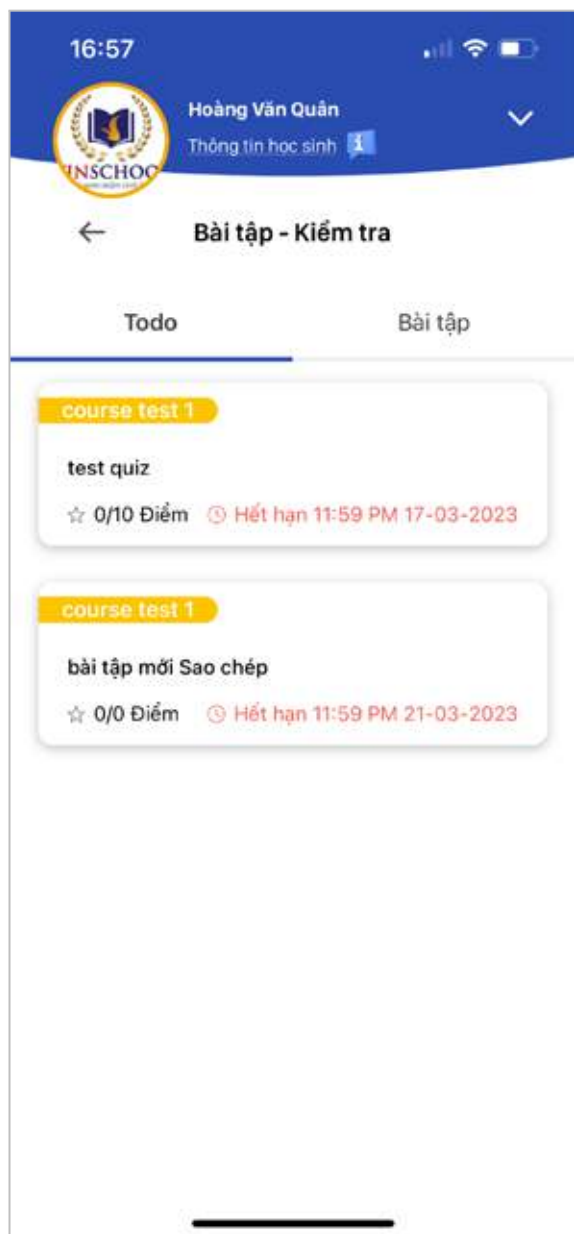 16:57
Hoàng Văn Quân
Thông tin học sinh
INSCHOO
Bài tập - Kiểm tra
Todo
Bài tập
course test 1
test quiz
0/10 Điểm
Hết hạn 11:59 PM 17-03-2023
course test 1
bài tập mới Sao chép
0/0 Điểm
Hết hạn 11:59 PM 21-03-2023